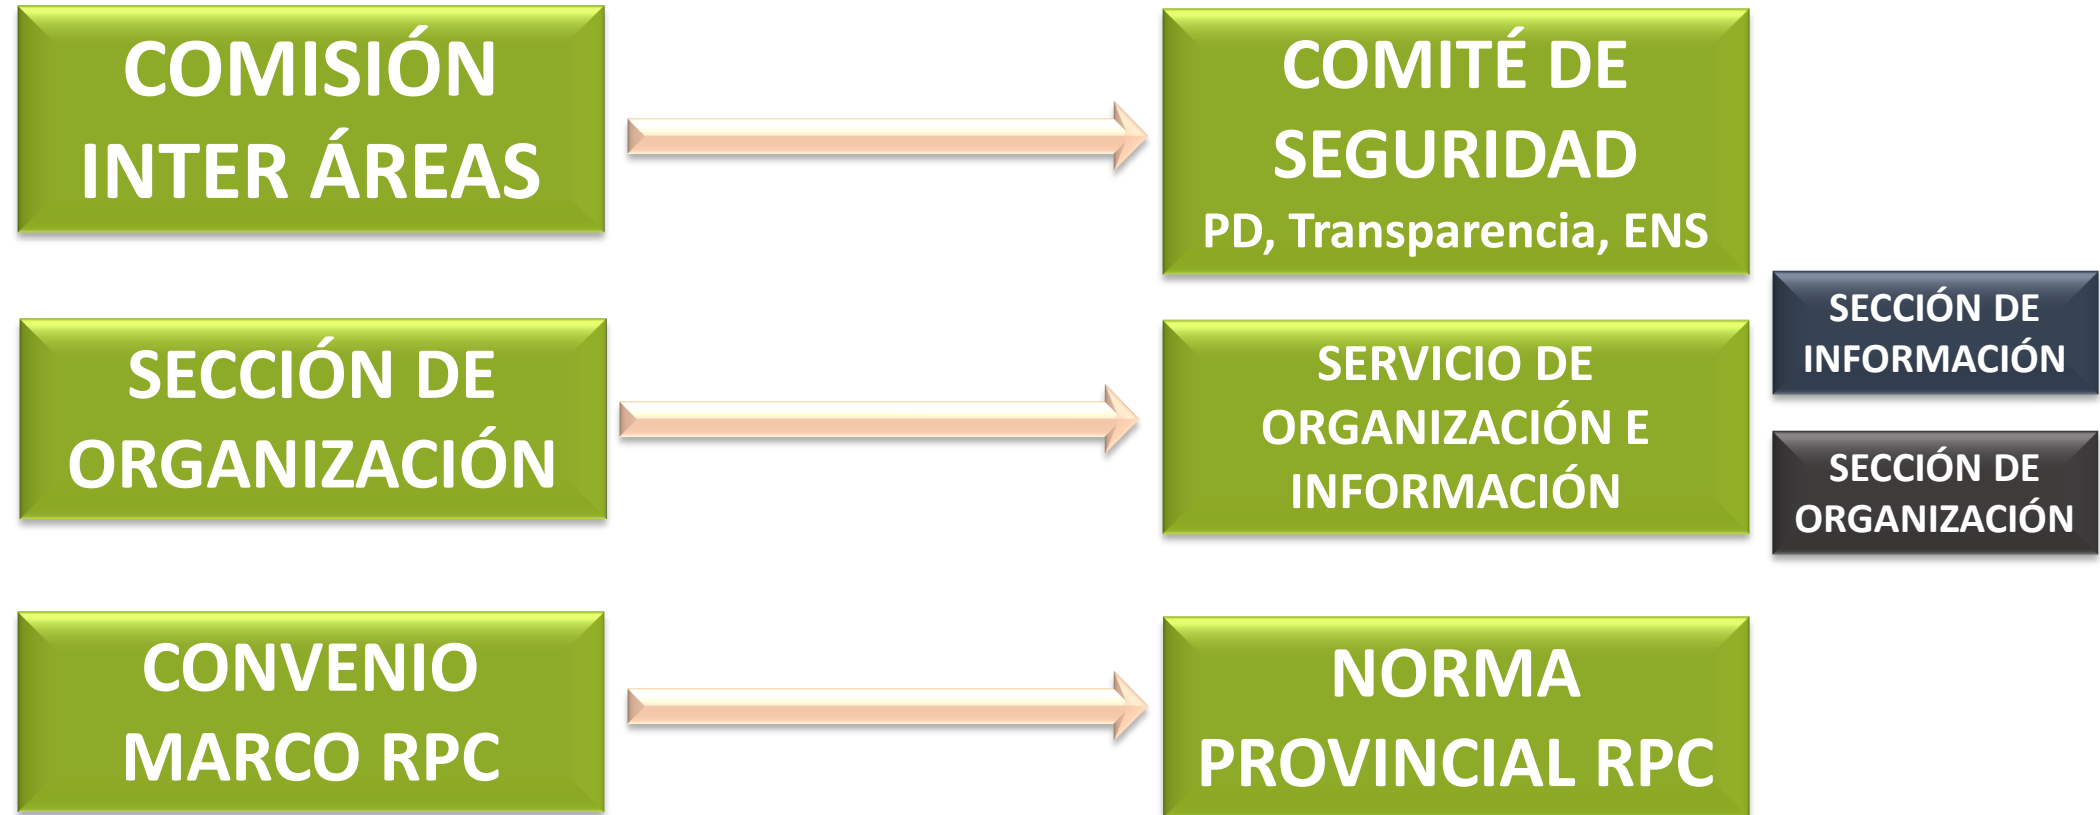 COMISIÓN
INTER ÁREAS
COMITÉ DE
SEGURIDAD
PD, Transparencia, ENS
SECCIÓN DE
ORGANIZACIÓN
SERVICIO DE
ORGANIZACIÓN E
INFORMACIÓN
SECCIÓN DE
INFORMACIÓN
SECCIÓN DE
ORGANIZACIÓN
CONVENIO
MARCO RPC
NORMA
PROVINCIAL RPC